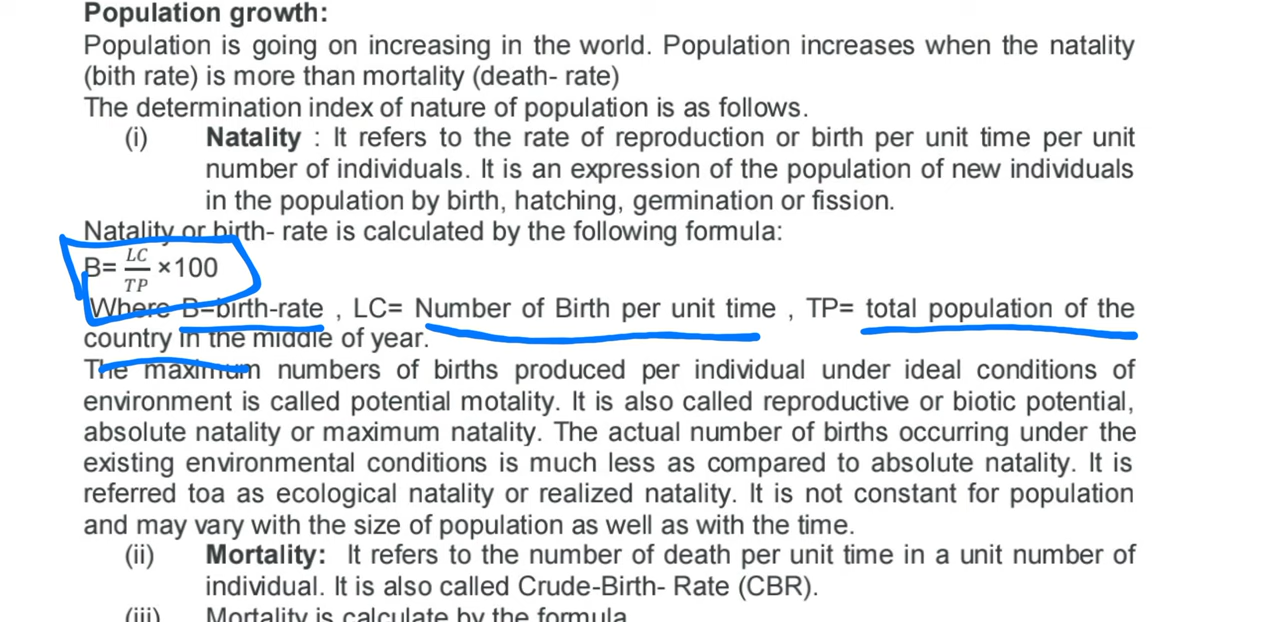 Population growth:
Population is going on increasing in the world. Population increases when the natality
(bith rate) is more than mortality (death- rate)
The determination index of nature of population is as follows.
(i) Natality : It refers to the rate of reproduction or birth per unit time per unit
number of individuals. It is an expression of the population of new individuals
in the population by birth, hatching, germination or fission.
Natality or birth- rate is calculated by the following formula:
B= LC/TP ×100
Where B=birth-rate , LC= Number of Birth per unit time , TP= total population of the
country in the middle of year.
The maximum numbers of births produced per individual under ideal conditions of
environment is called potential motality. It is also called reproductive or biotic potential,
absolute natality or maximum natality. The actual number of births occurring under the
existing environmental conditions is much less as compared to absolute natality. It is
referred toa as ecological natality or realized natality. It is not constant for population
and may vary with the size of population as well as with the time.
(ii) Mortality: It refers to the number of death per unit time in a unit number of
individual. It is also called Crude-Birth- Rate (CBR).
(iii) Mortality is calculate by the formula